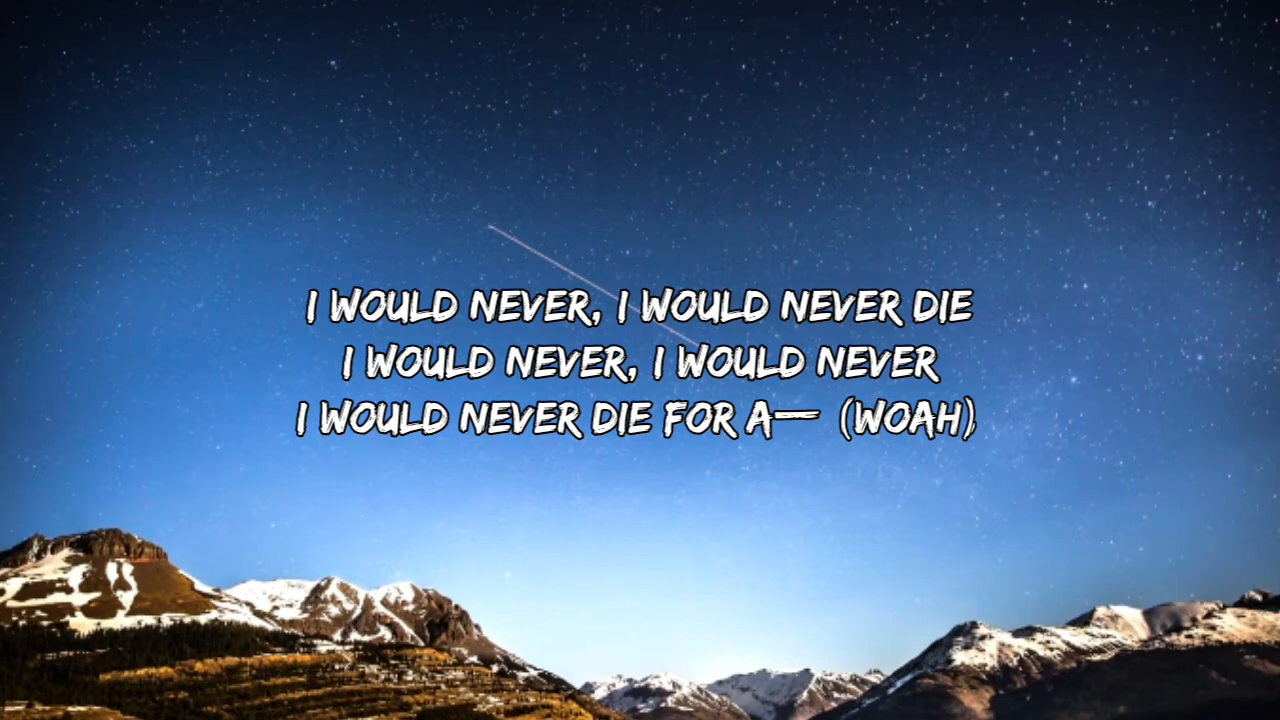 I WOULD NEVER, I WOULD NEVER DIE
I WOULD NEVER, I WOULD NEVER
I WOULD NEVER DIE FOR A— (WOAH)